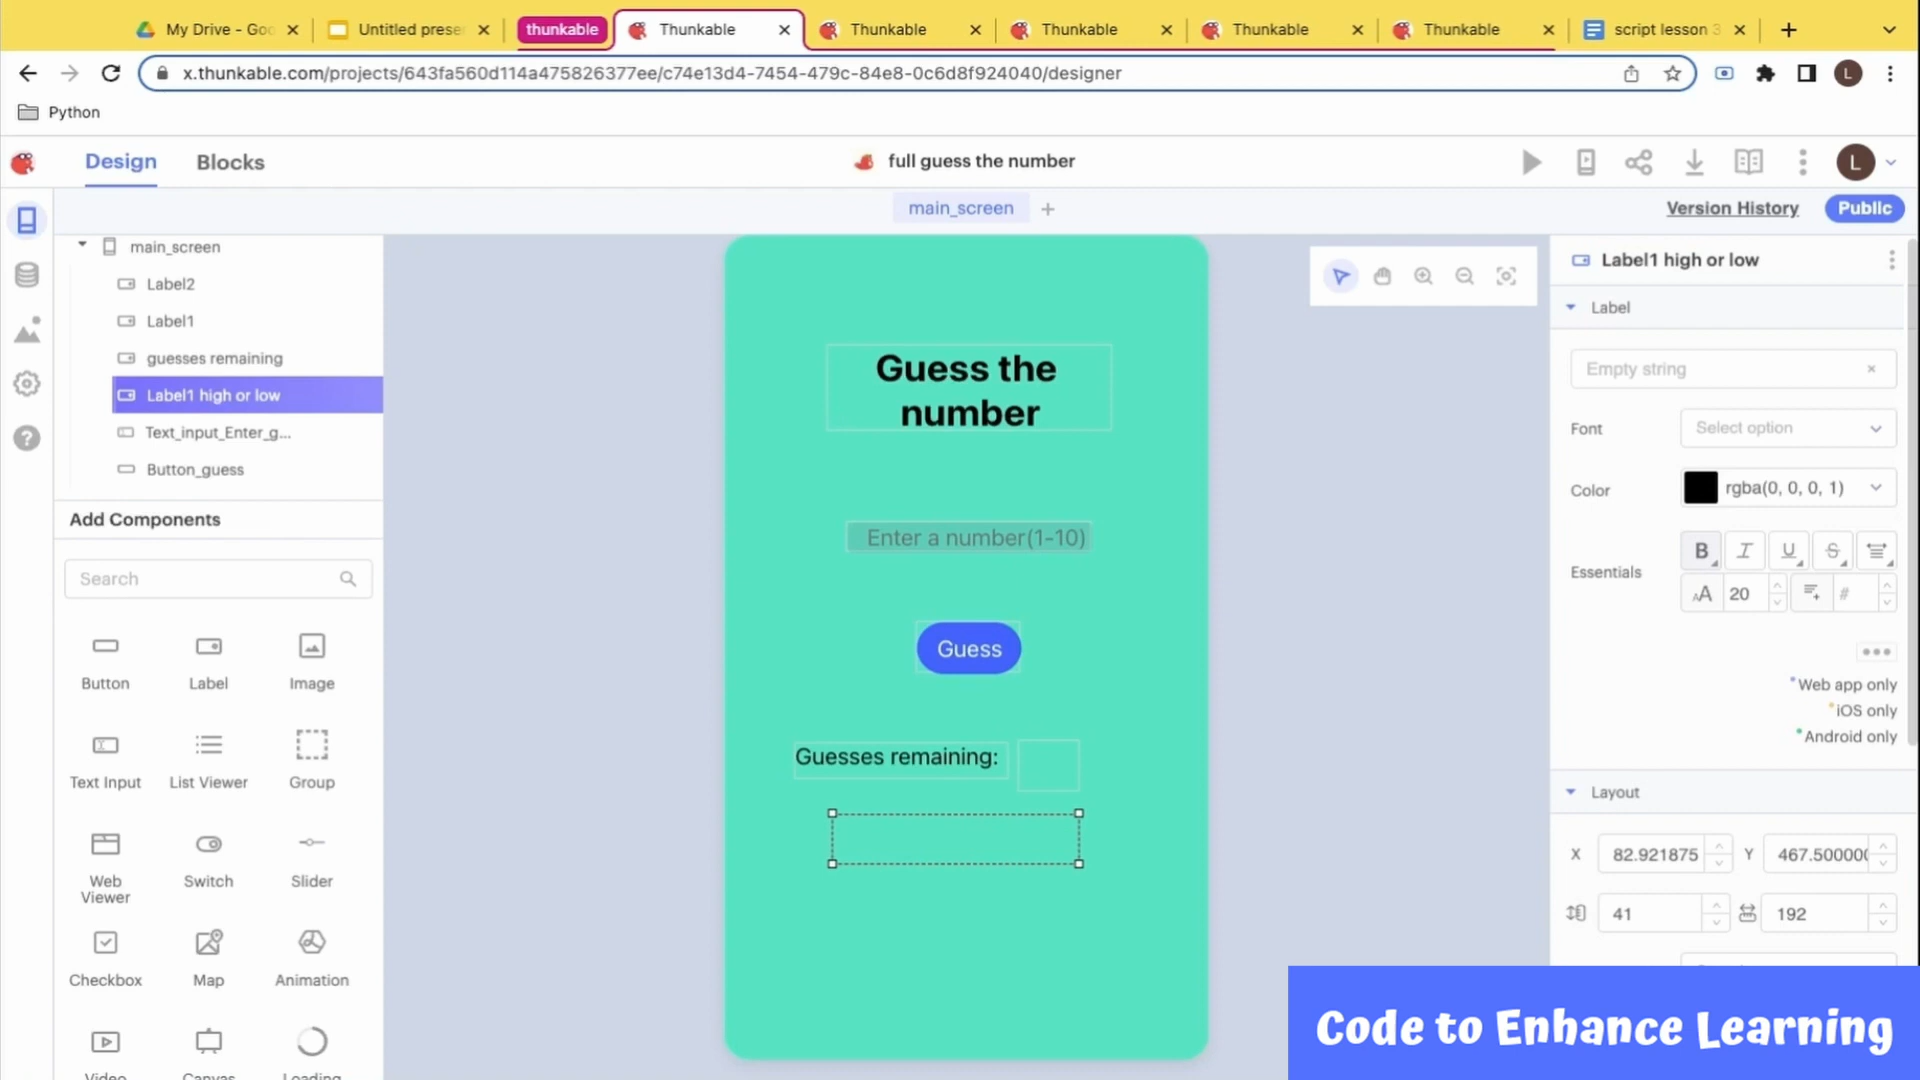 My Drive - Goo
Untitled prese
thunkable
Thunkable
Thunkable
Thunkable
Thunkable
Thunkable
script lesson 3
x.thunkable.com/projects/643fa560d114a475826377ee/c74e13d4-7454-479c-84e8-0c6d8f924040/designer
L
Python
Design
Blocks
full guess the number
L
main_screen
Version History
Public
main_screen
Label2
Label1
guesses remaining
Label1 high or low
Text_input_Enter_g...
Button_guess
Add Components
Search
Button
Label
Image
Text Input
List Viewer
Group
Web Viewer
Switch
Slider
Checkbox
Map
Animation
Video
Canvas
Loading
Guess the
number
Enter a number(1-10)
Guess
Guesses remaining:
Label1 high or low
Label
Empty string
Font
Select option
Color
rgba(0, 0, 0, 1)
Essentials
B I U S
AA 20 #
Web app only
iOS only
Android only
Layout
X 82.921875 Y 467.500000
41 192
Code to Enhance Learning